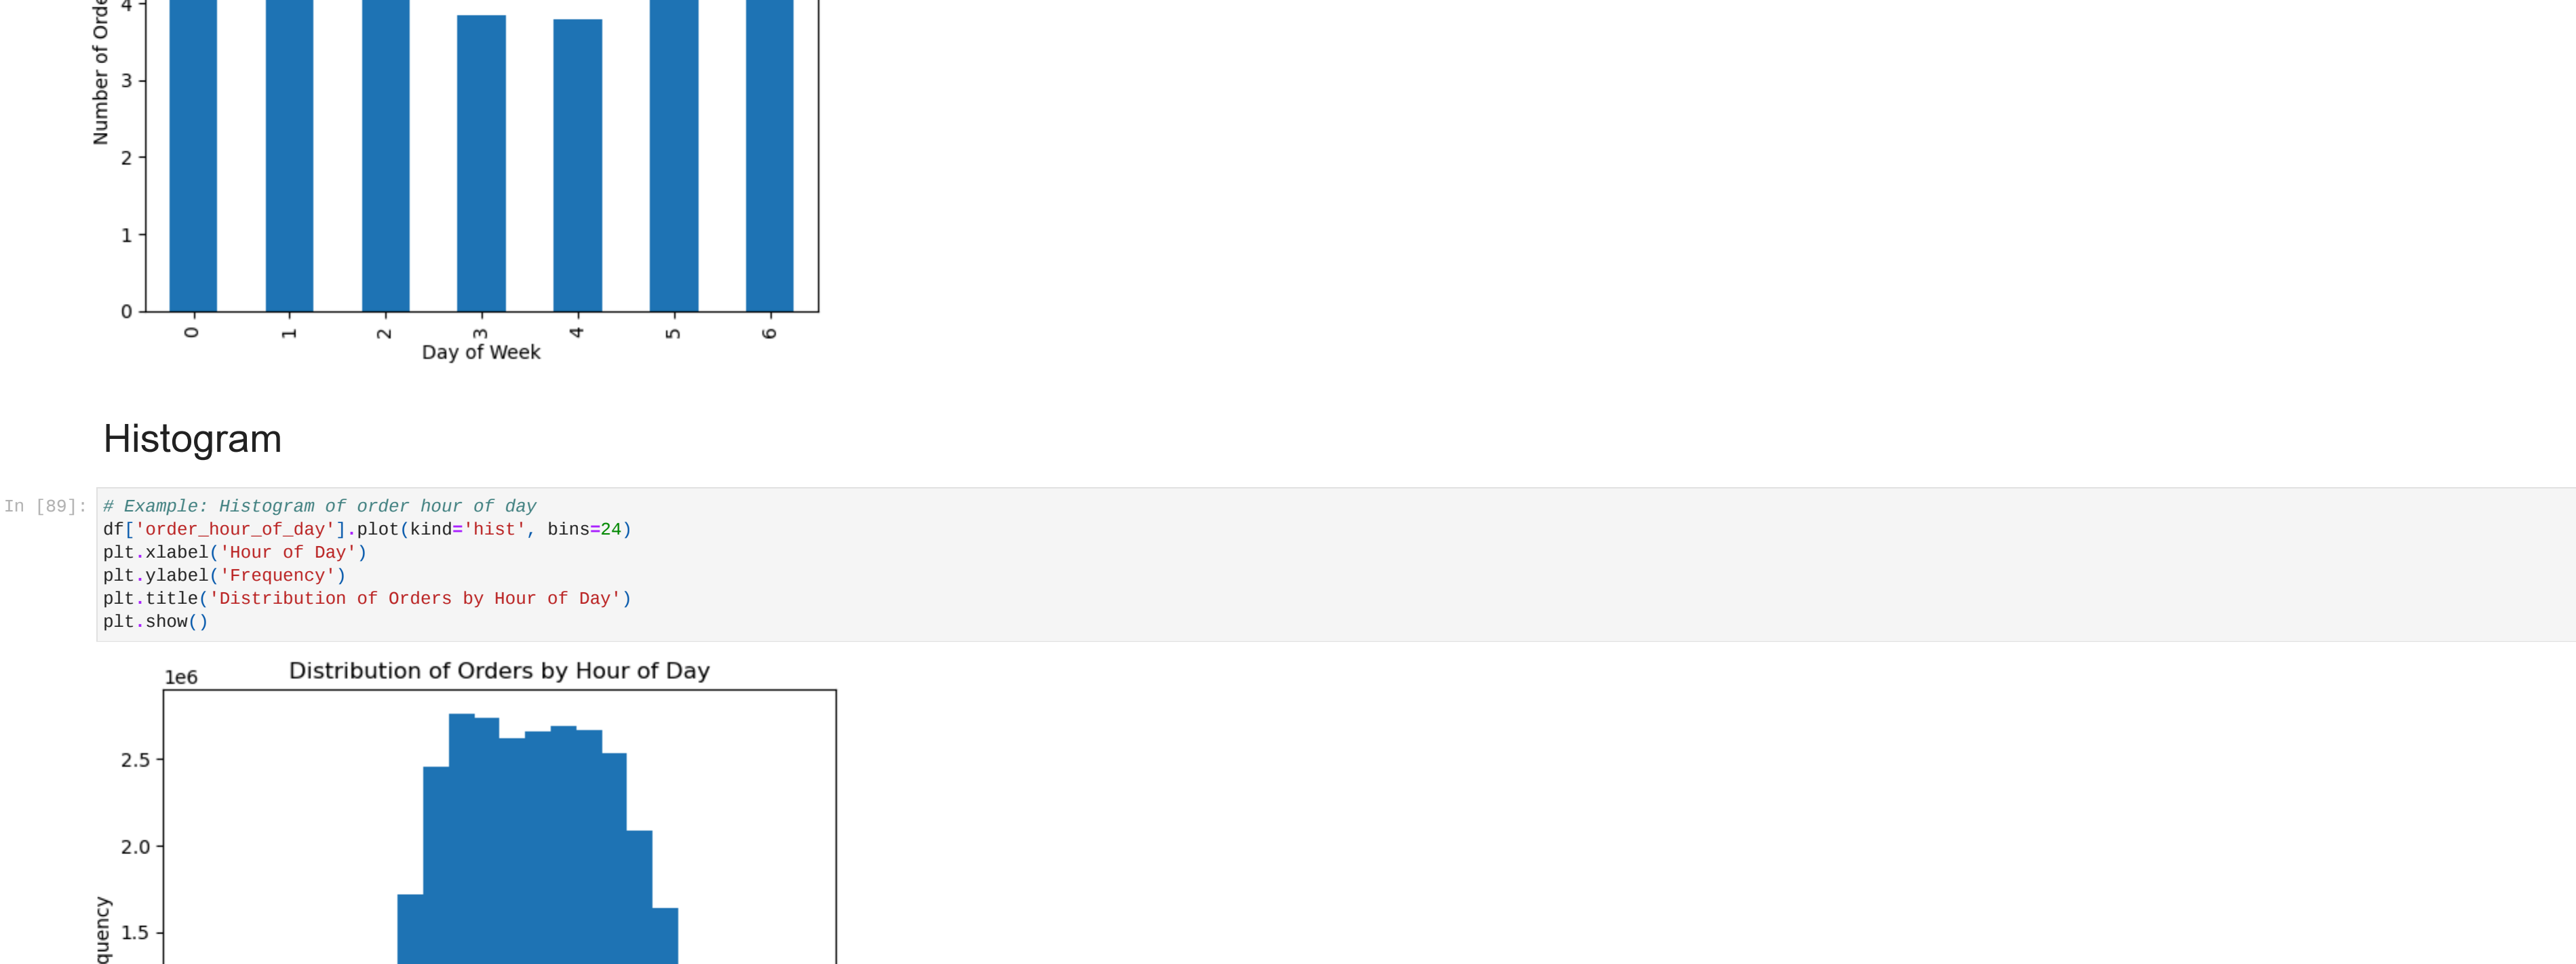 4
Number of Orde
3
2
1
0
0 1 2 3 4 5 6
Day of Week
Histogram
In [89]:
# Example: Histogram of order hour of day
df['order_hour_of_day'].plot(kind='hist', bins=24)
plt.xlabel('Hour of Day')
plt.ylabel('Frequency')
plt.title('Distribution of Orders by Hour of Day')
plt.show()
Distribution of Orders by Hour of Day
1e6
2.5
2.0
quency
1.5